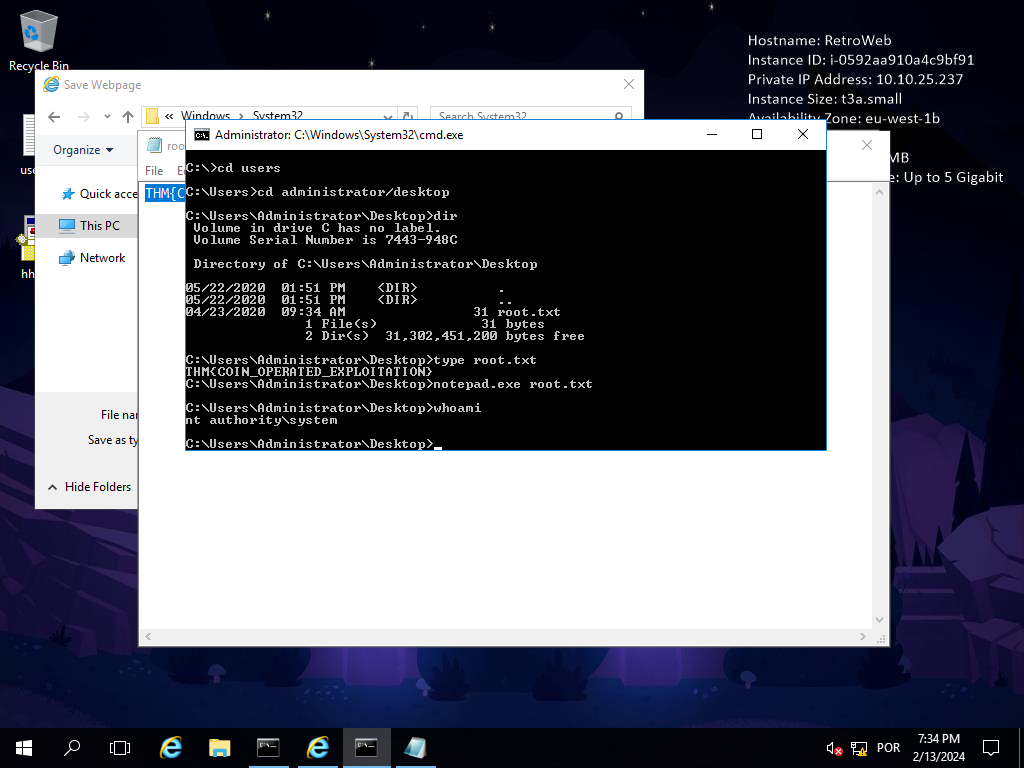 Recycle Bin
Hostname: RetroWeb
Instance ID: i-0592aa910a4c9bf91
Private IP Address: 10.10.25.237
Instance Size: t3a.small
Availability Zone: eu-west-1b
MB
e: Up to 5 Gigabit
use
hh
Save Webpage
« Windows › System32
Search System32
Organize
Quick acce
This PC
Network
File nam
Save as ty
Hide Folders
roo
File E
THM{C
Administrator: C:\Windows\System32\cmd.exe
C:\>cd users
C:\Users>cd administrator/desktop
C:\Users\Administrator\Desktop>dir
Volume in drive C has no label.
Volume Serial Number is 7443-948C
Directory of C:\Users\Administrator\Desktop
05/22/2020 01:51 PM <DIR> .
05/22/2020 01:51 PM <DIR> ..
04/23/2020 09:34 AM 31 root.txt
1 File(s) 31 bytes
2 Dir(s) 31,302,451,200 bytes free
C:\Users\Administrator\Desktop>type root.txt
THM{COIN_OPERATED_EXPLOITATION}
C:\Users\Administrator\Desktop>notepad.exe root.txt
C:\Users\Administrator\Desktop>whoami
nt authority\system
C:\Users\Administrator\Desktop>
POR
7:34 PM
2/13/2024